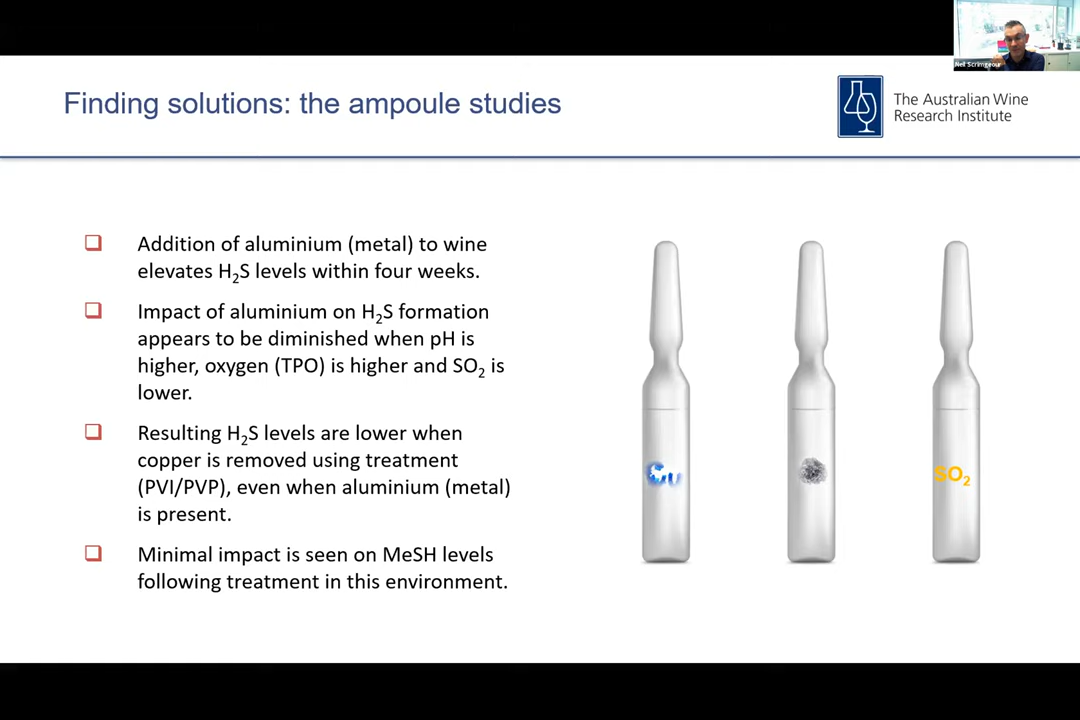 Neil Scrimgeour
Finding solutions: the ampoule studies
The Australian Wine
Research Institute
Addition of aluminium (metal) to wine
elevates H₂S levels within four weeks.
Impact of aluminium on H₂S formation
appears to be diminished when pH is
higher, oxygen (TPO) is higher and SO₂ is
lower.
Resulting H₂S levels are lower when
copper is removed using treatment
(PVI/PVP), even when aluminium (metal)
is present.
Minimal impact is seen on MeSH levels
following treatment in this environment.
Cu
SO₂